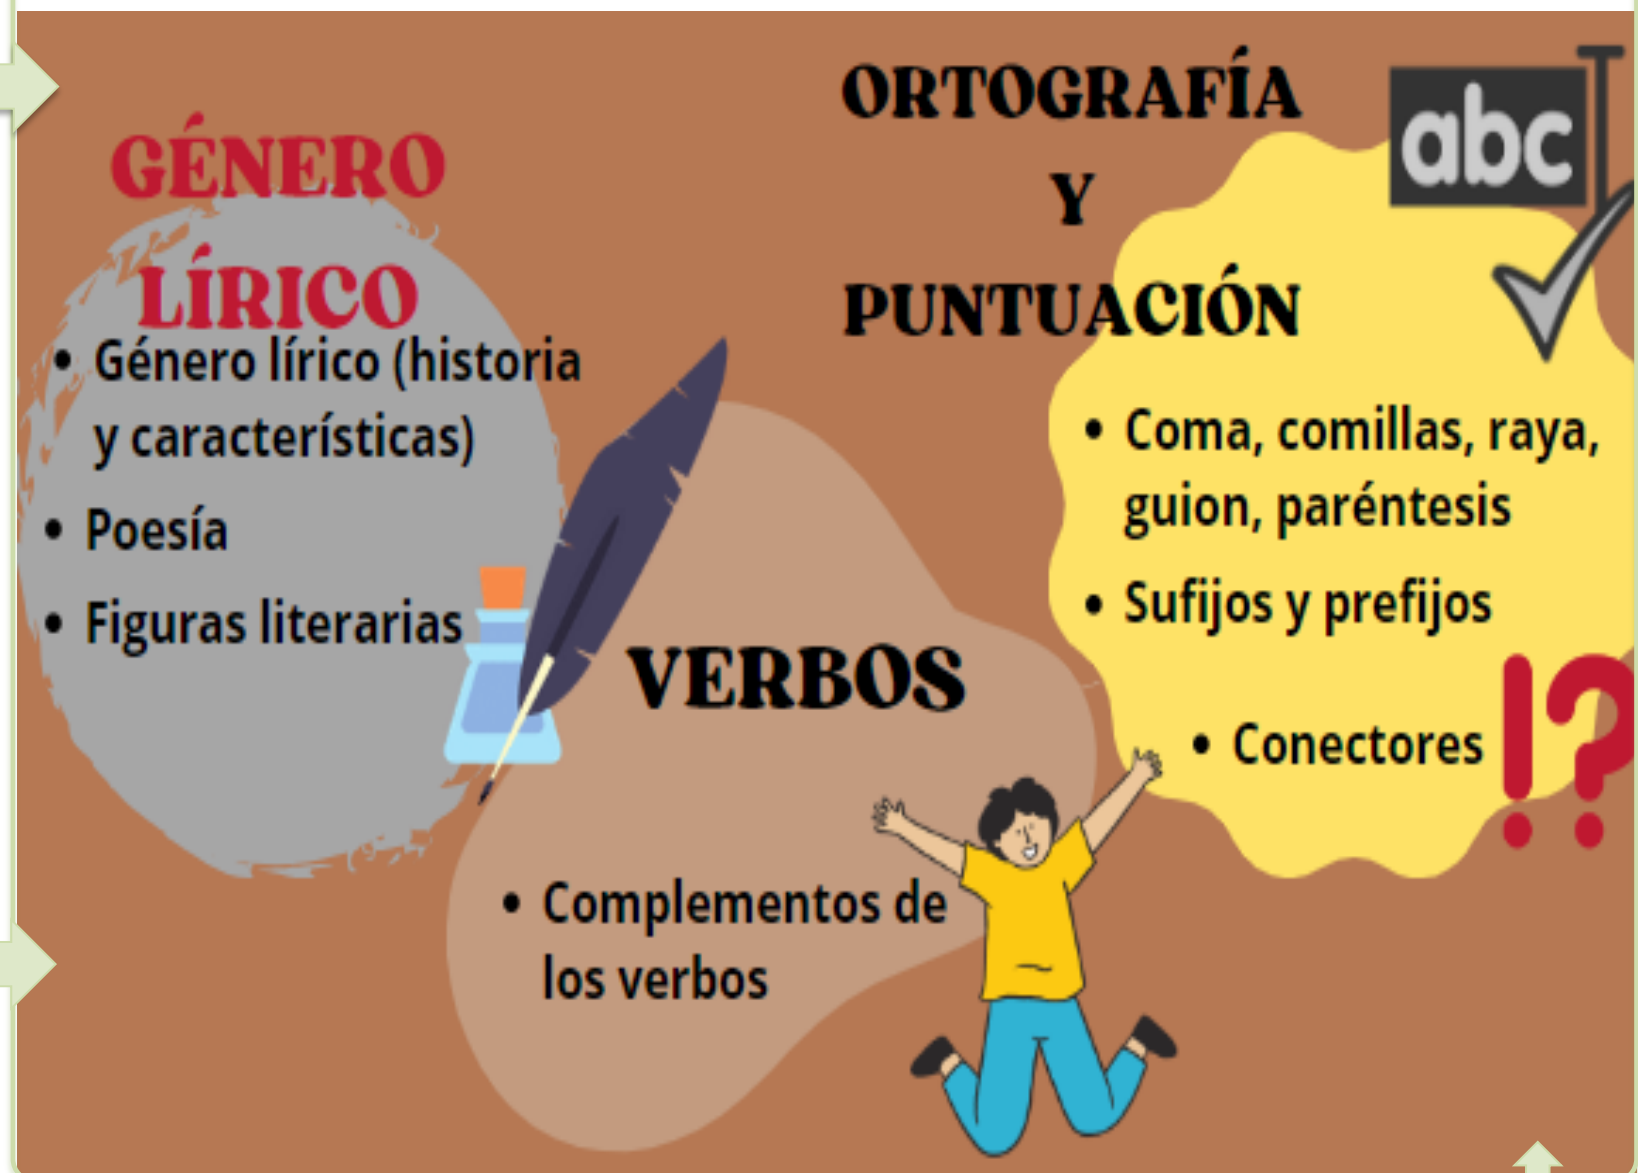 GÉNERO
LÍRICO
• Género lírico (historia
y características)
• Poesía
• Figuras literarias
VERBOS
• Complementos de
los verbos
ORTOGRAFÍA
Y
PUNTUACIÓN
abc
• Coma, comillas, raya,
guion, paréntesis
• Sufijos y prefijos
• Conectores
!?